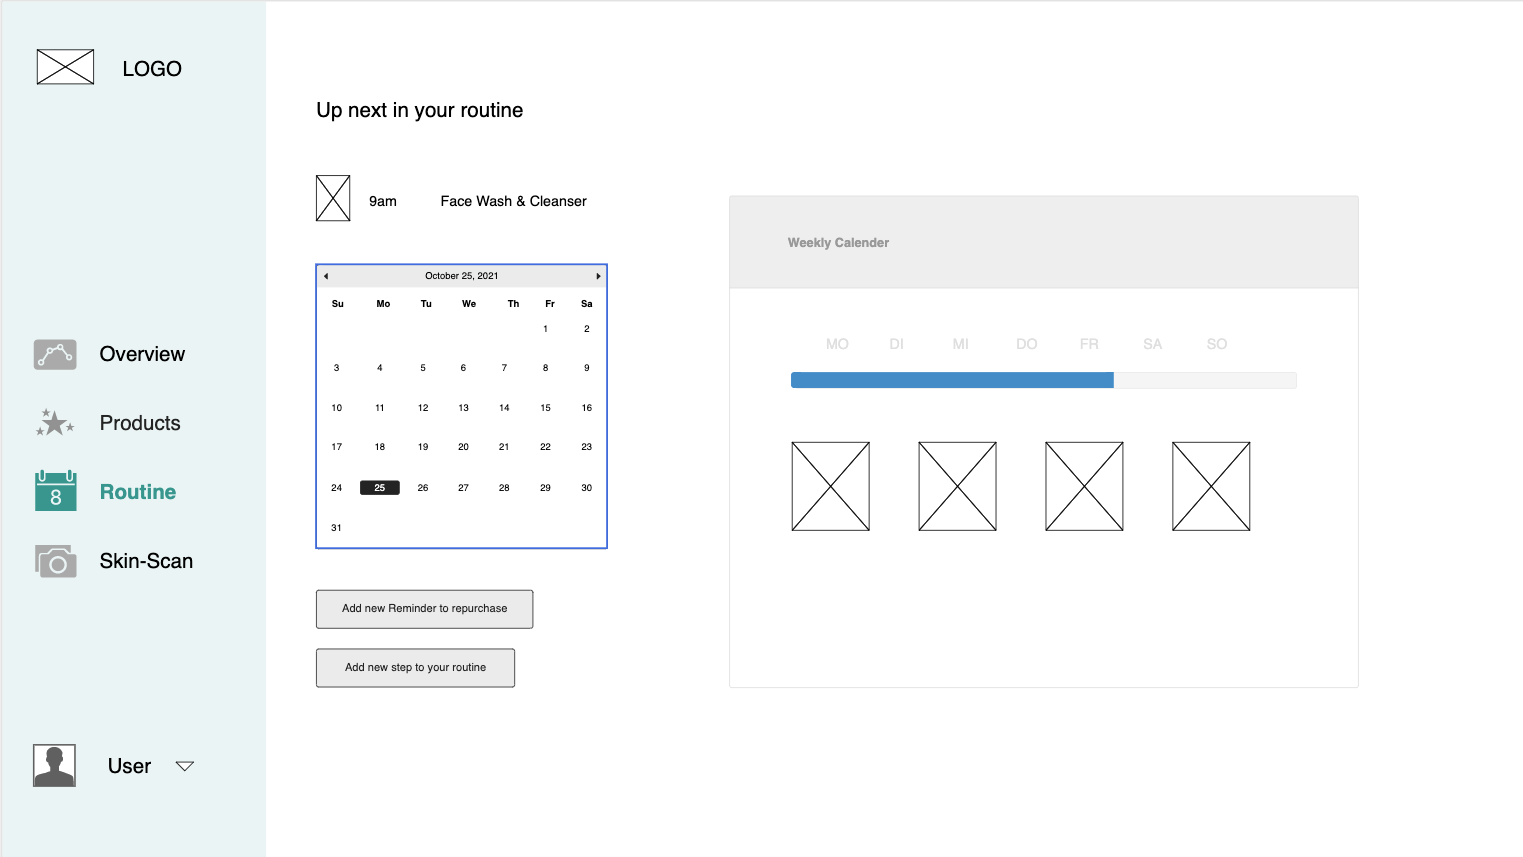 LOGO
Overview
Products
8
Routine
Skin-Scan
User
Up next in your routine
9am Face Wash & Cleanser
October 25, 2021
Su Mo Tu We Th Fr Sa
1 2
3 4 5 6 7 8 9
10 11 12 13 14 15 16
17 18 19 20 21 22 23
24 25 26 27 28 29 30
31
Add new Reminder to repurchase
Add new step to your routine
Weekly Calender
MO DI MI DO FR SA SO